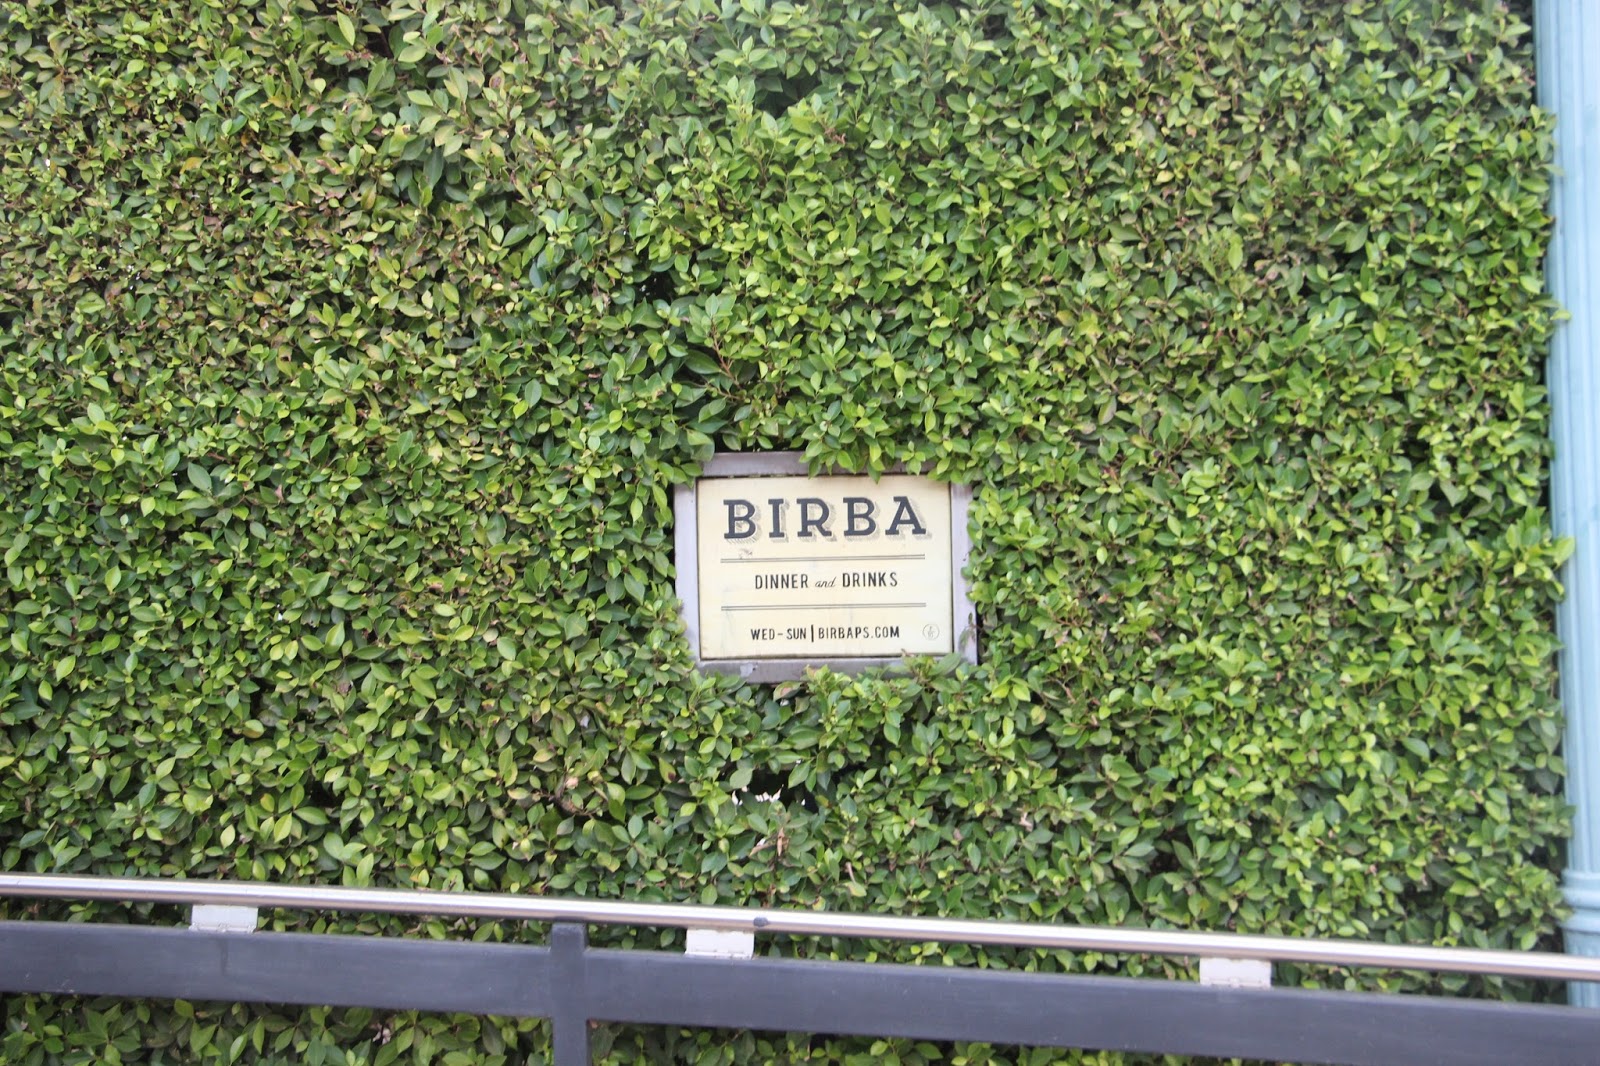 BIRBA
DINNER and DRINKS
WED-SUN | BIRBAPS.COM